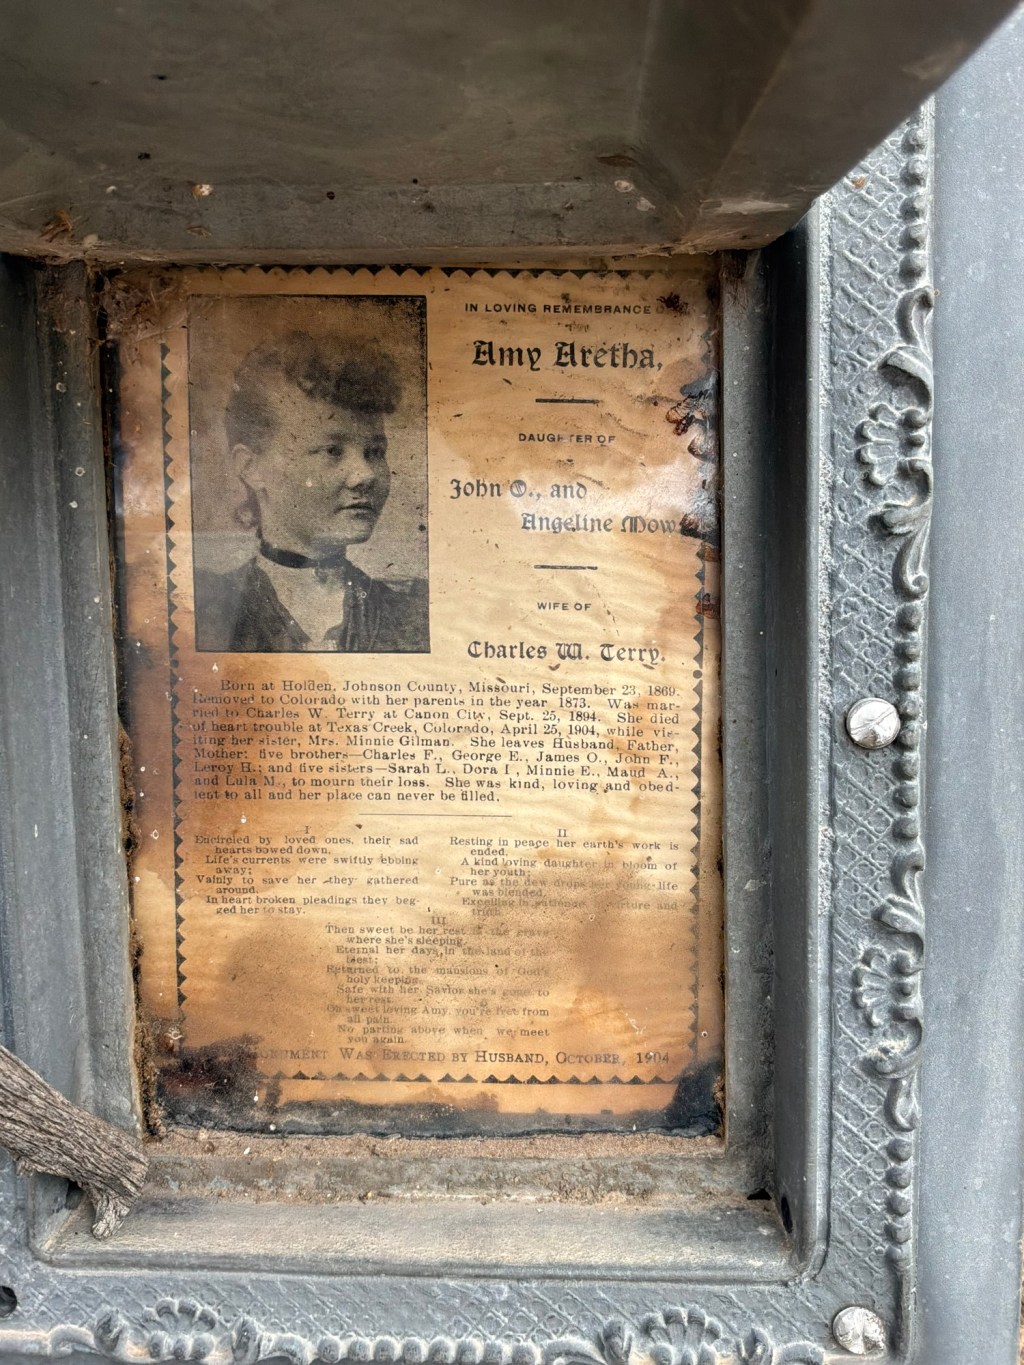 IN LOVING REMEMBRANCE
Amy Aretha,
DAUGHTER OF
John O., and
Angeline Mow
WIFE OF
Charles W. Terry.
Born at Holden, Johnson County, Missouri, September 23, 1869.
Removed to Colorado with her parents in the year 1873. Was mar-
ried to Charles W. Terry at Canon City, Sept. 25, 1894. She died
of heart trouble at Texas Creek, Colorado, April 25, 1904, while vis-
iting her sister, Mrs. Minnie Gilman. She leaves Husband, Father,
Mother; five brothers—Charles F., George E., James O., John F.,
Leroy H.; and five sisters—Sarah L., Dora I., Minnie E., Maud A.,
and Lulu M., to mourn their loss. She was kind, loving and obed-
ient to all and her place can never be filled.
I
Encircled by loved ones, their sad
hearts bowed down.
Life's currents were swiftly ebbing
away;
Vainly to save her they gathered
around.
In heart broken pleadings they beg-
ged her to stay.
II
Resting in peace her earth's work is
ended,
A kind loving daughter in bloom of
her youth;
Pure as the dew drops her young life
was blended,
Excelling in patience, and
truth.
III
Then sweet be her rest in the grave
where she's sleeping,
Eternal her days, in the land of the
blest;
Returned to the mansions of God's
holy keeping,
Safe with her Savior she's gone to
her rest.
Oh sweet loving Amy, you're free from
all pain.
No parting above when we meet
you again.
MONUMENT WAS ERECTED BY HUSBAND, OCTOBER, 1904.